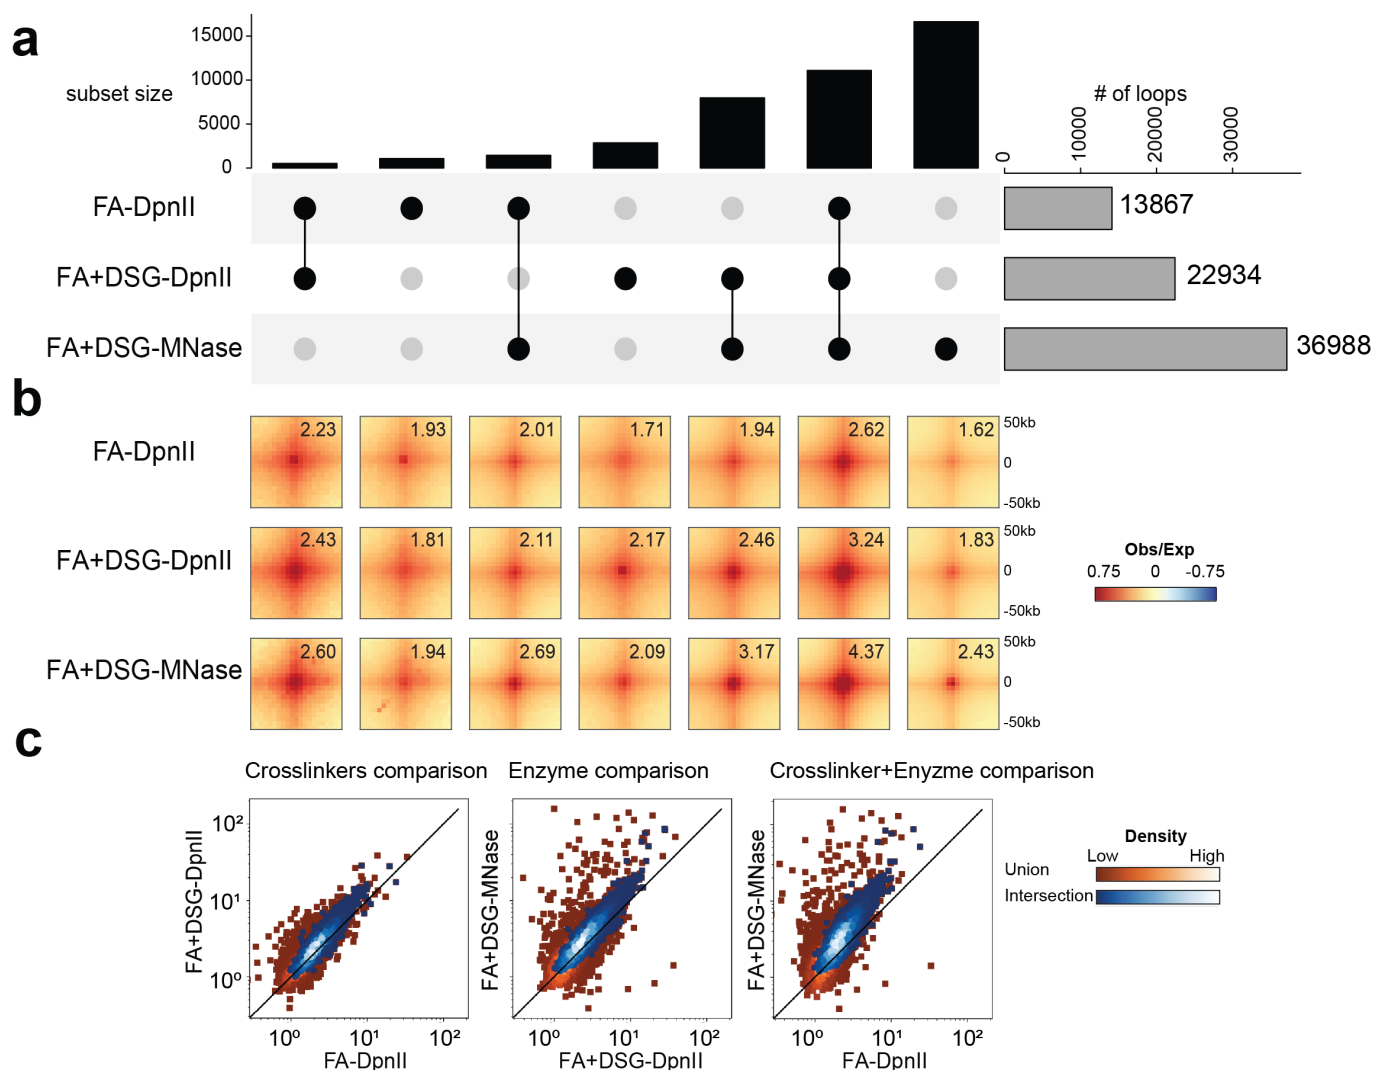 a
15000
10000
5000
0
subset size
# of loops
0
10000
20000
30000
FA-DpnII
13867
FA+DSG-DpnII
22934
FA+DSG-MNase
36988
b
FA-DpnII
2.23 1.93 2.01 1.71 1.94 2.62 1.62
50kb
0
-50kb
FA+DSG-DpnII
2.43 1.81 2.11 2.17 2.46 3.24 1.83
50kb
0
-50kb
FA+DSG-MNase
2.60 1.94 2.69 2.09 3.17 4.37 2.43
50kb
0
-50kb
Obs/Exp
0.75 0 -0.75
c
Crosslinkers comparison
Enzyme comparison
Crosslinker+Enyzme comparison
FA+DSG-DpnII
10²
10¹
10⁰
10⁰ 10¹ 10²
FA-DpnII
FA+DSG-MNase
10⁰ 10¹ 10²
FA+DSG-DpnII
FA+DSG-MNase
10⁰ 10¹ 10²
FA-DpnII
Density
Low High
Union
Intersection